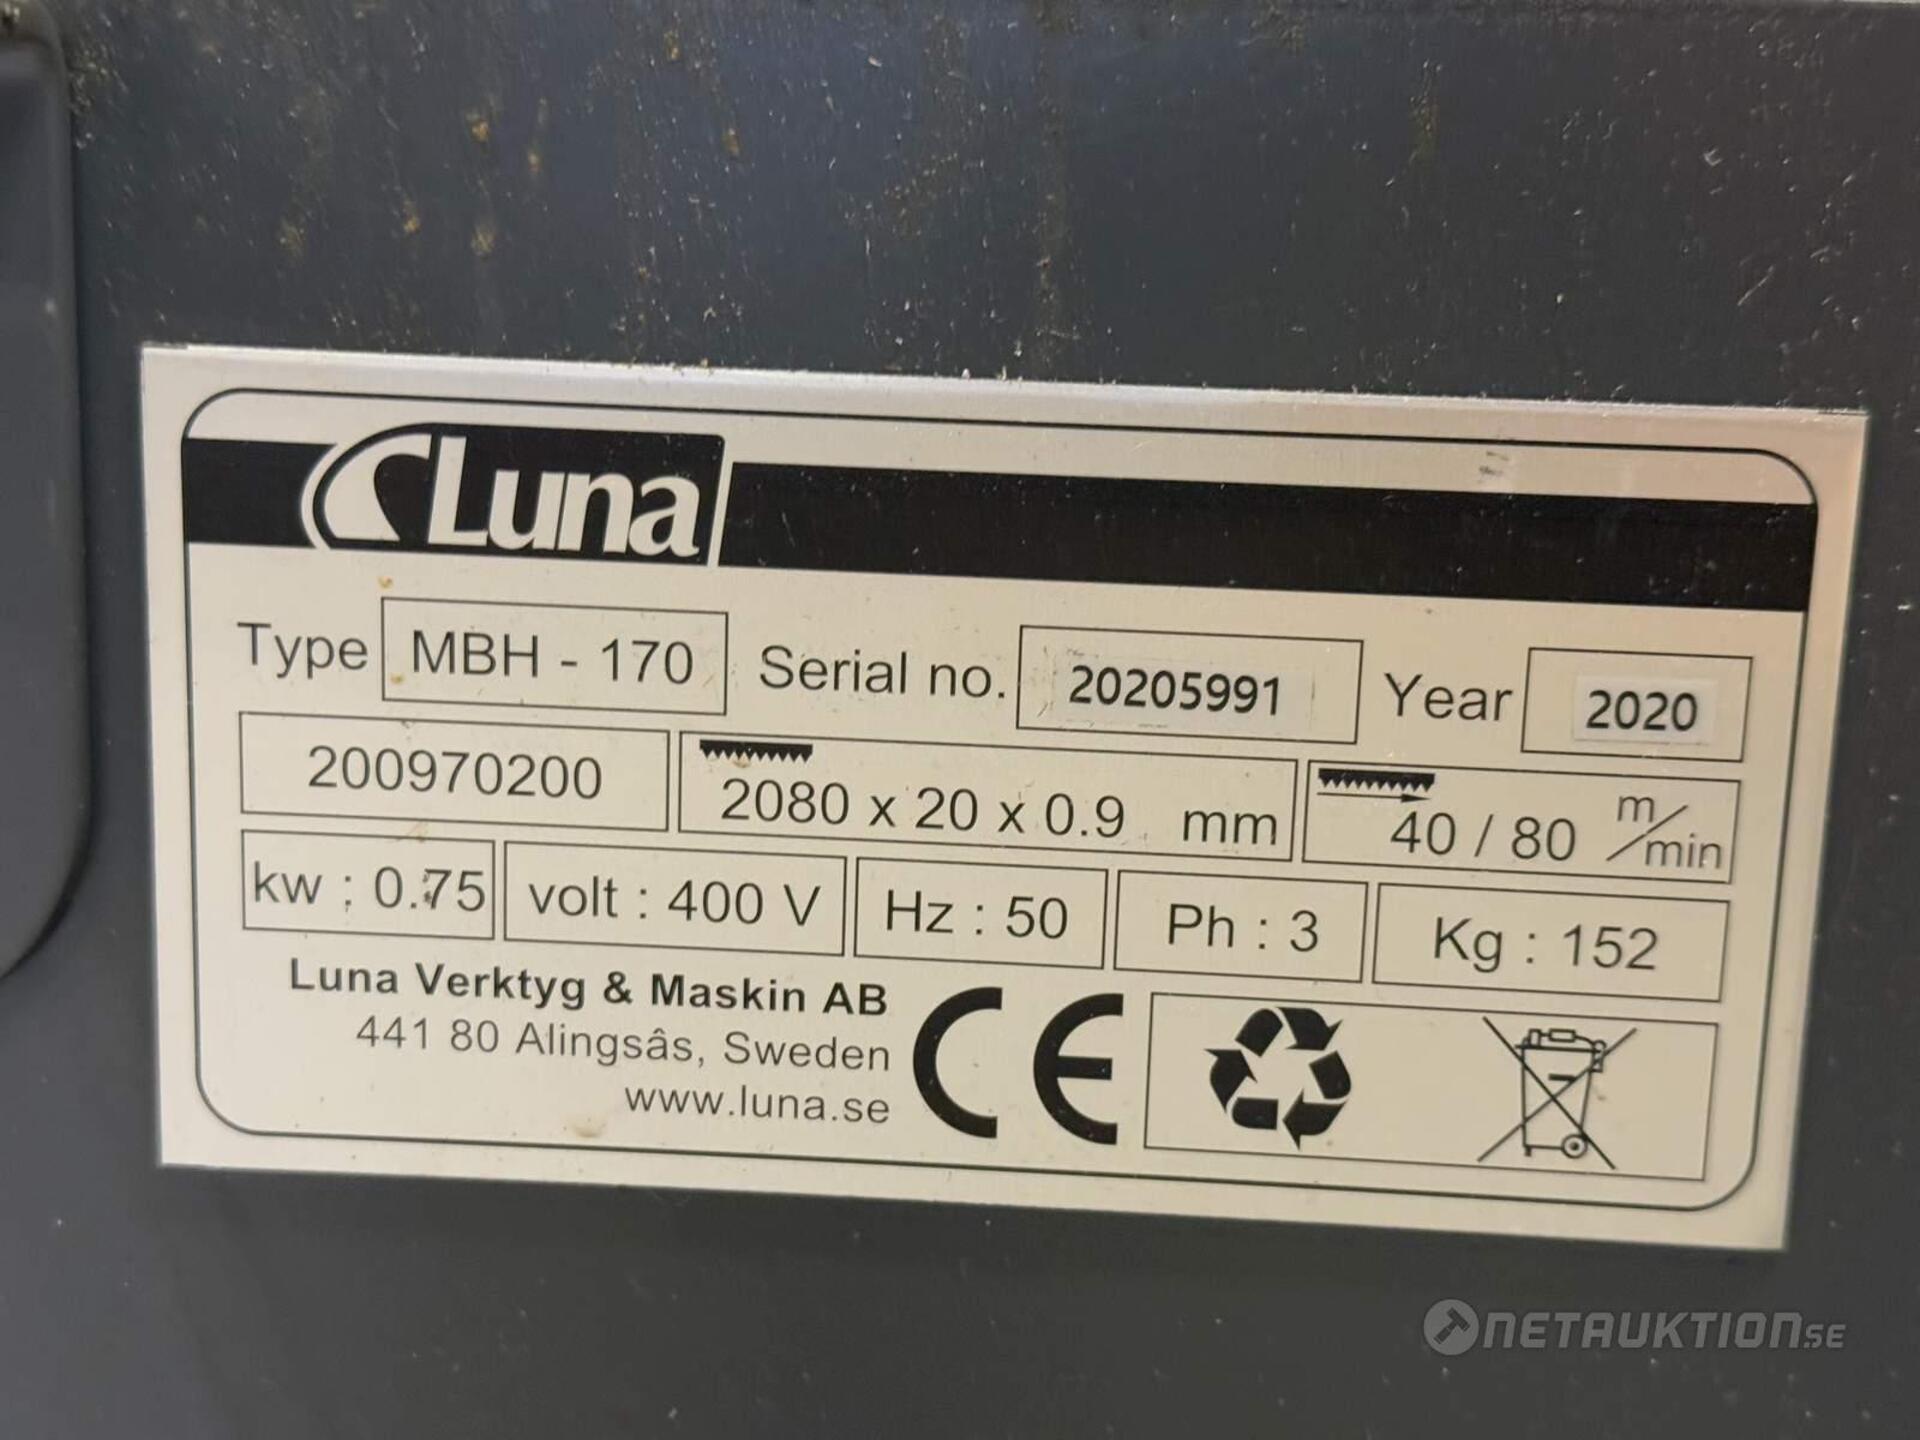 Luna
Type MBH - 170 Serial no. 20205991 Year 2020
200970200 2080 x 20 x 0.9 mm 40 / 80 m/min
kw : 0.75 volt : 400 V Hz : 50 Ph : 3 Kg : 152
Luna Verktyg & Maskin AB
441 80 Alingsâs, Sweden
www.luna.se
CE
NETAUKTION.SE